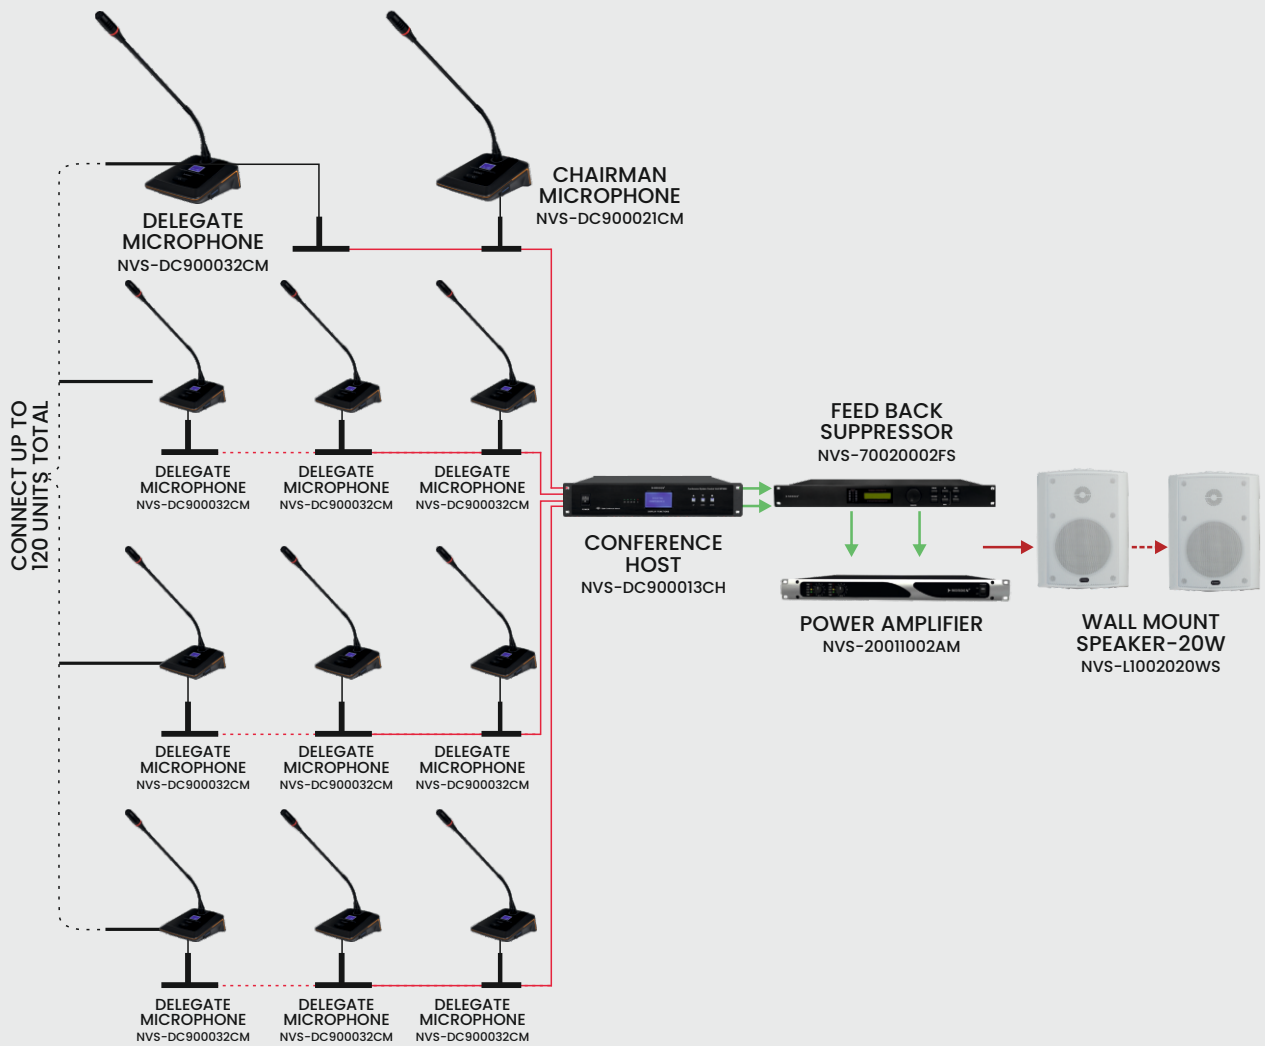 CHAIRMAN
MICROPHONE
NVS-DC900021CM
DELEGATE
MICROPHONE
NVS-DC900032CM
CONNECT UP TO
120 UNITS TOTAL
DELEGATE
MICROPHONE
NVS-DC900032CM
DELEGATE
MICROPHONE
NVS-DC900032CM
DELEGATE
MICROPHONE
NVS-DC900032CM
FEED BACK
SUPPRESSOR
NVS-70020002FS
CONFERENCE
HOST
NVS-DC900013CH
POWER AMPLIFIER
NVS-20011002AM
WALL MOUNT
SPEAKER-20W
NVS-L1002020WS
DELEGATE
MICROPHONE
NVS-DC900032CM
DELEGATE
MICROPHONE
NVS-DC900032CM
DELEGATE
MICROPHONE
NVS-DC900032CM
DELEGATE
MICROPHONE
NVS-DC900032CM
DELEGATE
MICROPHONE
NVS-DC900032CM
DELEGATE
MICROPHONE
NVS-DC900032CM